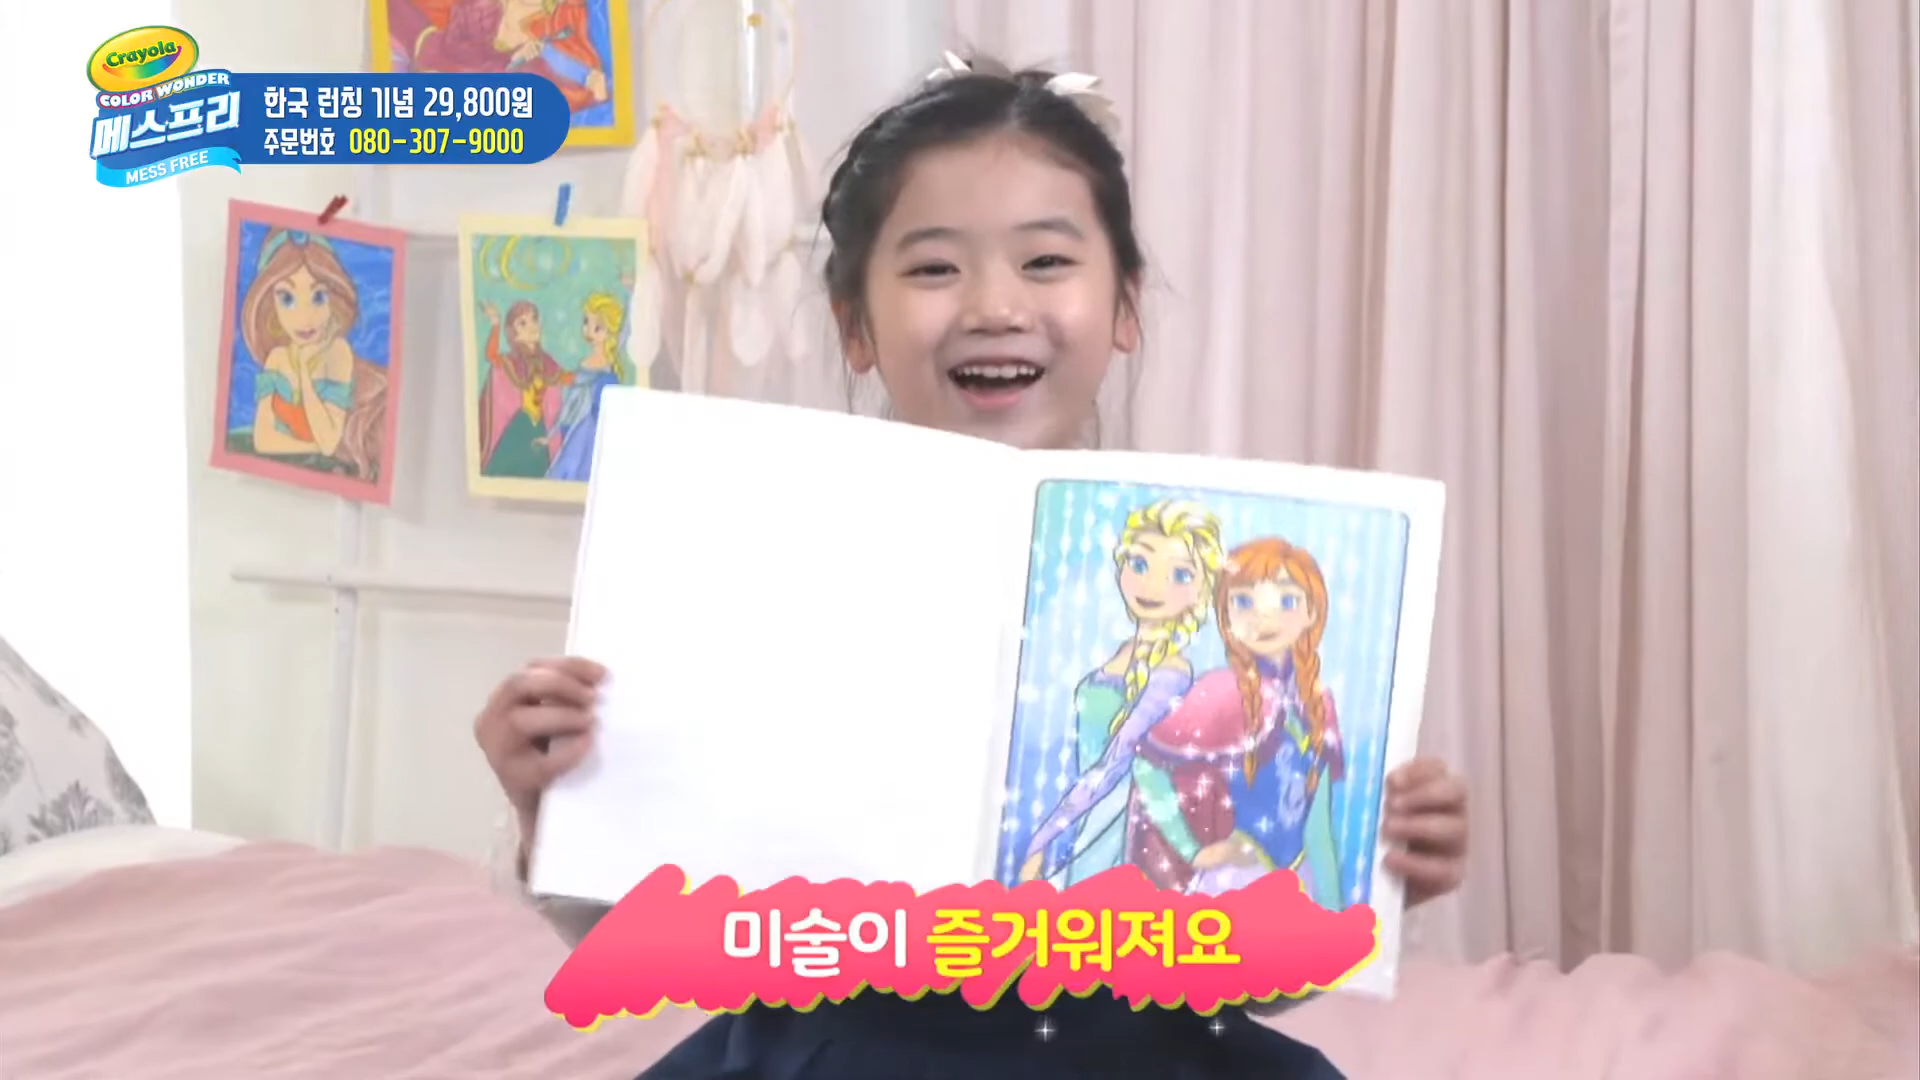 Crayola
COLOR WONDER
메스프리
MESS FREE
한국 런칭 기념 29,800원
주문번호 080-307-9000
미술이 즐거워져요